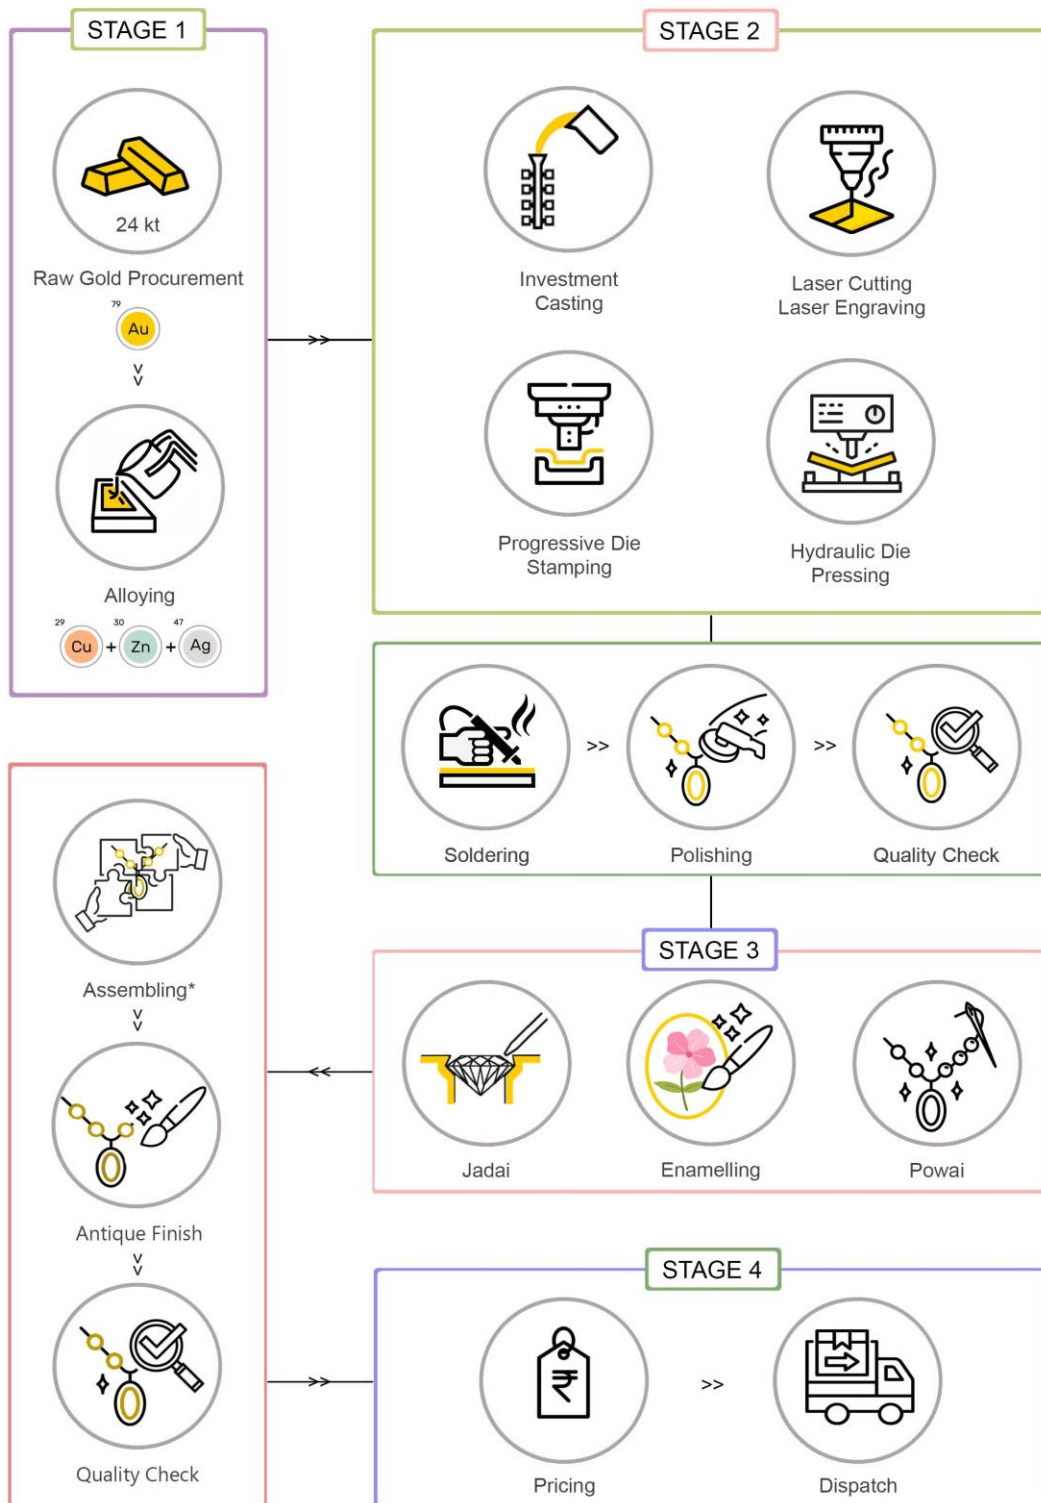 STAGE 1
24 kt
Raw Gold Procurement
79
Au
>>
Alloying
29 30 47
Cu + Zn + Ag
>>
STAGE 2
Investment
Casting
Laser Cutting
Laser Engraving
Progressive Die
Stamping
Hydraulic Die
Pressing
>> >>
Soldering
Polishing
Quality Check
STAGE 3
Jadai
Enamelling
Powai
<<
Assembling*
>>
Antique Finish
>>
Quality Check
>>
STAGE 4
₹
>>
Pricing
Dispatch